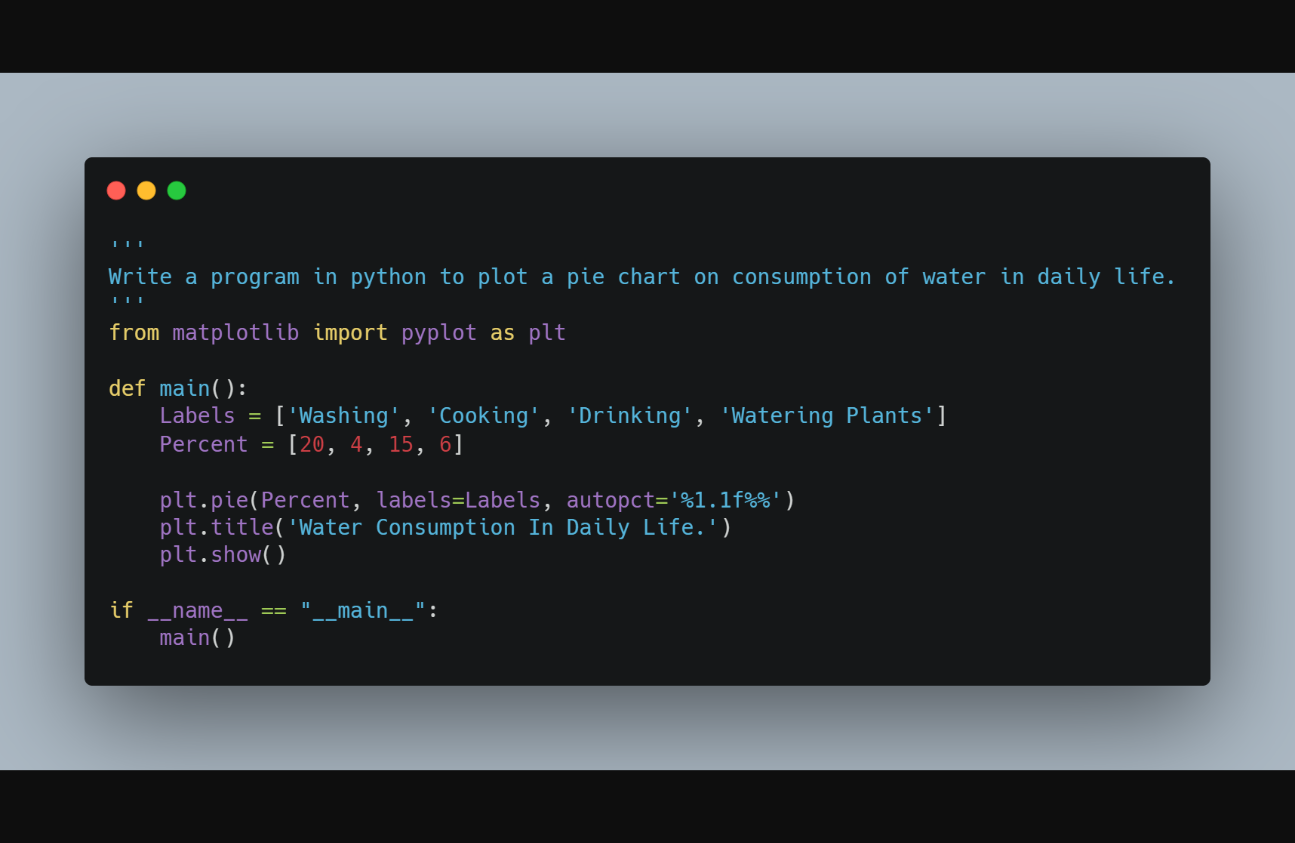 '''
Write a program in python to plot a pie chart on consumption of water in daily life.
'''
from matplotlib import pyplot as plt

def main():
    Labels = ['Washing', 'Cooking', 'Drinking', 'Watering Plants']
    Percent = [20, 4, 15, 6]

    plt.pie(Percent, labels=Labels, autopct='%1.1f%%')
    plt.title('Water Consumption In Daily Life.')
    plt.show()

if __name__ == "__main__":
    main()